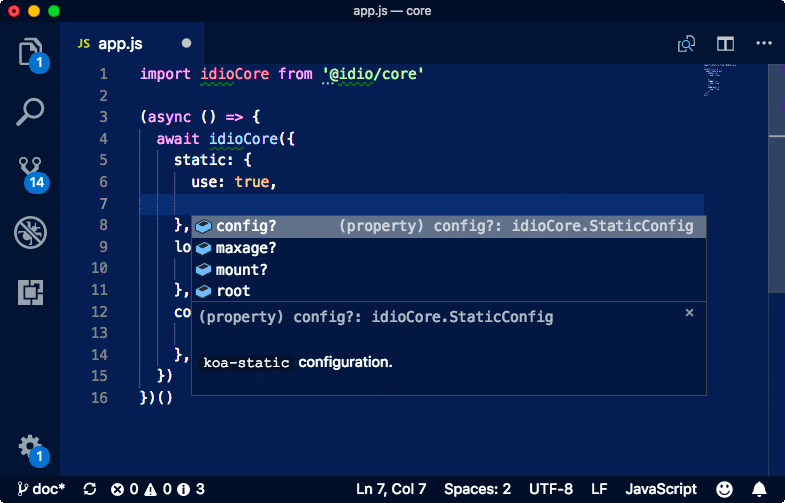 app.js — core
JS app.js
1 import idioCore from '@idio/core'
2
3 (async () => {
4 await idioCore({
5 static: {
6 use: true,
7
8 },
config? (property) config?: idioCore.StaticConfig
9 lo
maxage?
10
mount?
11 },
root
12 co
(property) config?: idioCore.StaticConfig ×
13
14 },
koa-static configuration.
15 })
16 })()
1
14
1
doc* 0 0 3 Ln 7, Col 7 Spaces: 2 UTF-8 LF JavaScript